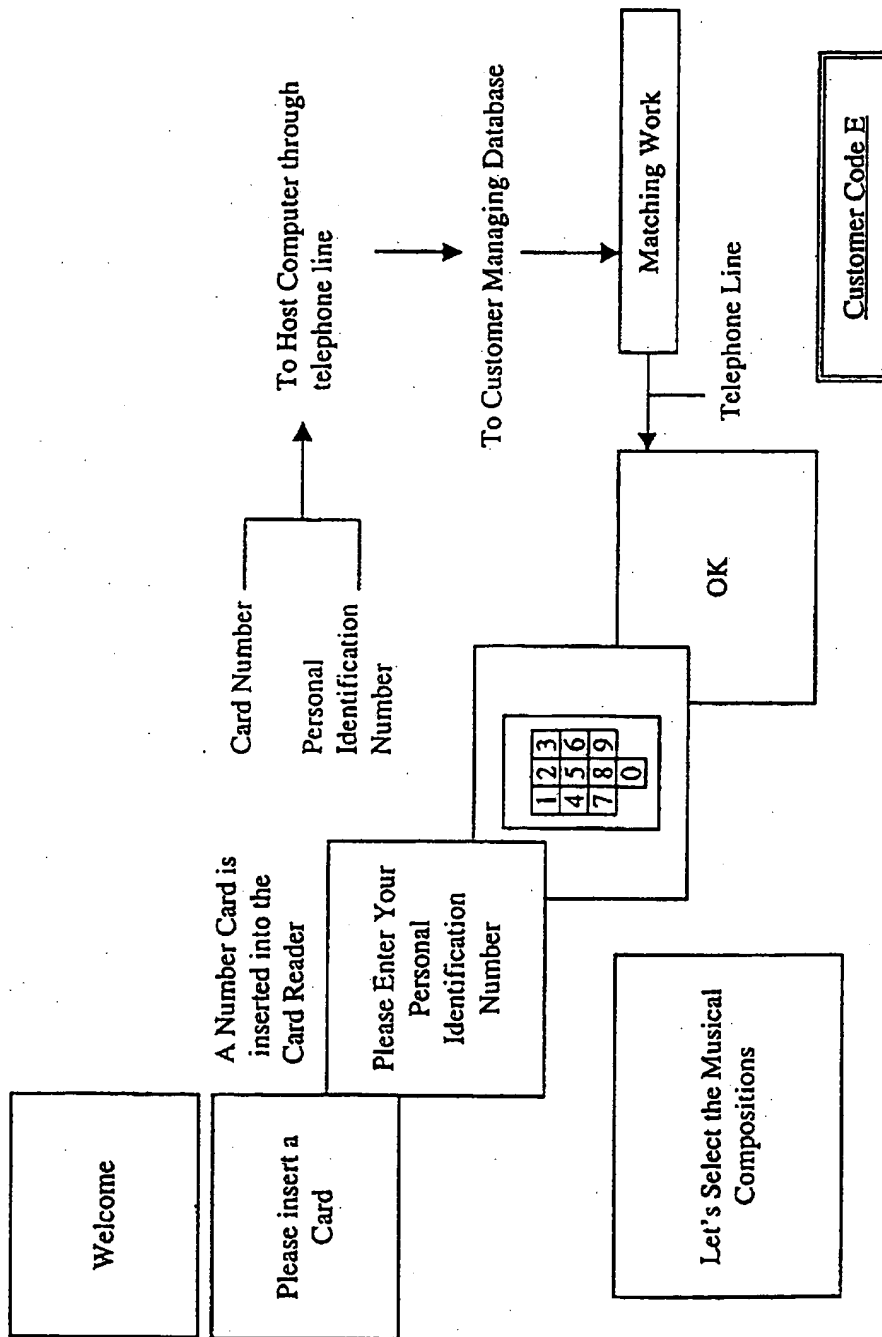 Welcome
Please insert a
Card
A Number Card is
inserted into the
Card Reader
Please Enter Your
Personal
Identification
Number
1 2 3
4 5 6
7 8 9
0
Card Number
Personal
Identification
Number
To Host Computer through
telephone line
To Customer Managing Database
Matching Work
Telephone Line
OK
Let's Select the Musical
Compositions
Customer Code E